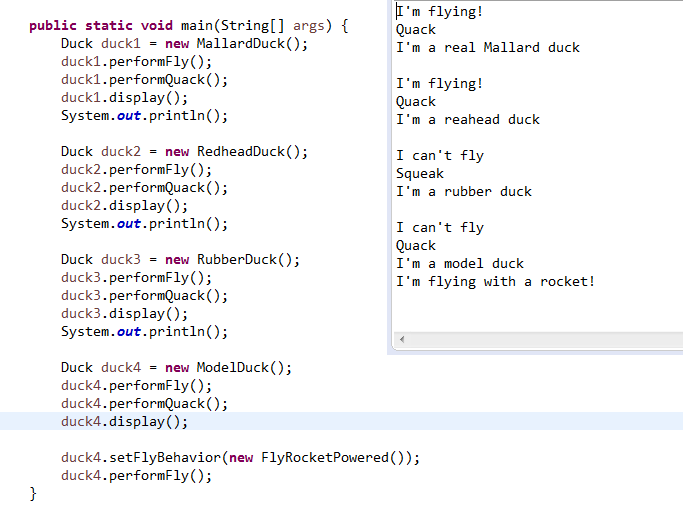 public static void main(String[] args) {
Duck duck1 = new MallardDuck();
duck1.performFly();
duck1.performQuack();
duck1.display();
System.out.println();
Duck duck2 = new RedheadDuck();
duck2.performFly();
duck2.performQuack();
duck2.display();
System.out.println();
Duck duck3 = new RubberDuck();
duck3.performFly();
duck3.performQuack();
duck3.display();
System.out.println();
Duck duck4 = new ModelDuck();
duck4.performFly();
duck4.performQuack();
duck4.display();
duck4.setFlyBehavior(new FlyRocketPowered());
duck4.performFly();
}
I'm flying!
Quack
I'm a real Mallard duck
I'm flying!
Quack
I'm a reahead duck
I can't fly
Squeak
I'm a rubber duck
I can't fly
Quack
I'm a model duck
I'm flying with a rocket!